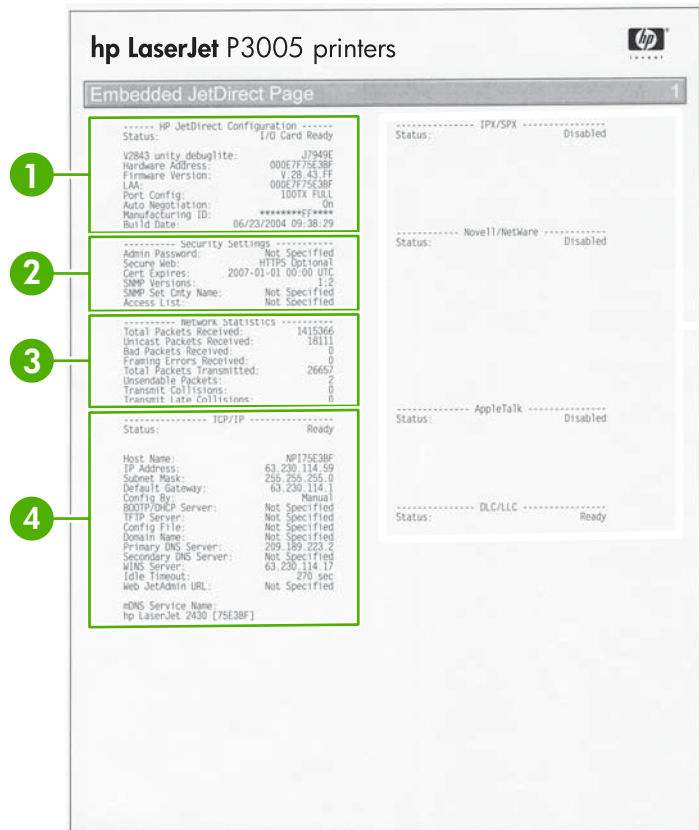 hp LaserJet P3005 printers
hp
invent
Embedded JetDirect Page 1
1
------ HP JetDirect Configuration ------
Status: I/O Card Ready
V2843 unity debuglite: J7949E
Hardware Address: 000E7F75E3BF
Firmware Version: V.28.43.FF
LAA: 000E7F75E3BF
Port Config: 100TX FULL
Auto Negotiation: On
Manufacturing ID: ********FF****
Build Date: 06/23/2004 09:38:29
2
---------- Security Settings -----------
Admin Password: Not Specified
Secure Web: HTTPS Optional
Cert Expires: 2007-01-01 00:00 UTC
SNMP Versions: 1;2
SNMP Set Cmty Name: Not Specified
Access List: Not Specified
3
---------- Network Statistics ----------
Total Packets Received: 1415366
Unicast Packets Received: 18111
Bad Packets Received: 0
Framing Errors Received: 0
Total Packets Transmitted: 26657
Unsendable Packets: 2
Transmit Collisions: 0
Transmit Late Collisions: 0
4
---------------- TCP/IP ----------------
Status: Ready
Host Name: NPI75E3BF
IP Address: 63.230.114.59
Subnet Mask: 255.255.255.0
Default Gateway: 63.230.114.1
Config By: Manual
BOOTP/DHCP Server: Not Specified
TFTP Server: Not Specified
Config File: Not Specified
Domain Name: Not Specified
Primary DNS Server: 209.189.223.2
Secondary DNS Server: Not Specified
WINS Server: 63.230.114.17
Idle Timeout: 270 sec
Web JetAdmin URL: Not Specified
mDNS Service Name:
hp LaserJet 2430 [75E3BF]
--------------- IPX/SPX ----------------
Status: Disabled
------------ Novell/NetWare ------------
Status: Disabled
-------------- AppleTalk ---------------
Status: Disabled
--------------- DLC/LLC ----------------
Status: Ready